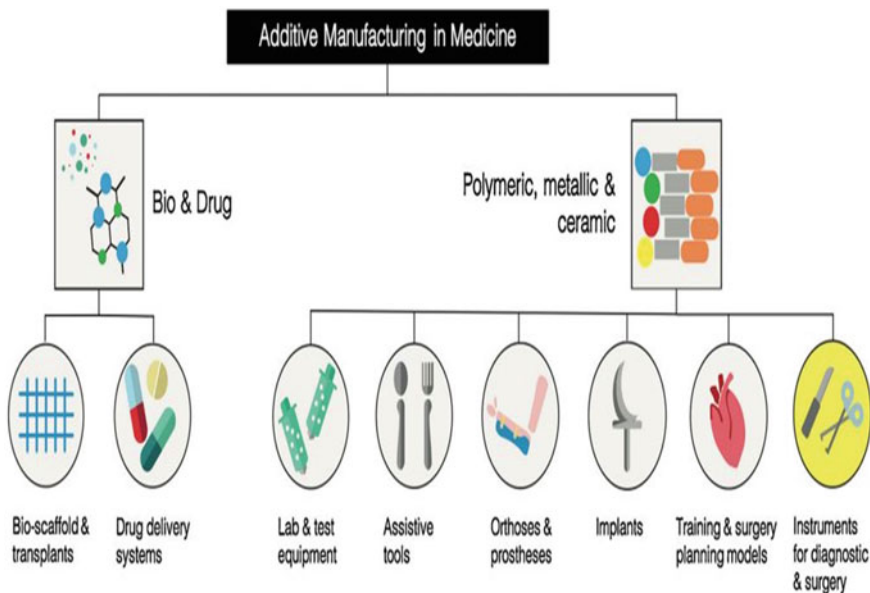 Additive Manufacturing in Medicine
Bio & Drug
Polymeric, metallic &
ceramic
Bio-scaffold &
transplants
Drug delivery
systems
Lab & test
equipment
Assistive
tools
Orthoses &
prostheses
Implants
Training & surgery
planning models
Instruments
for diagnostic
& surgery